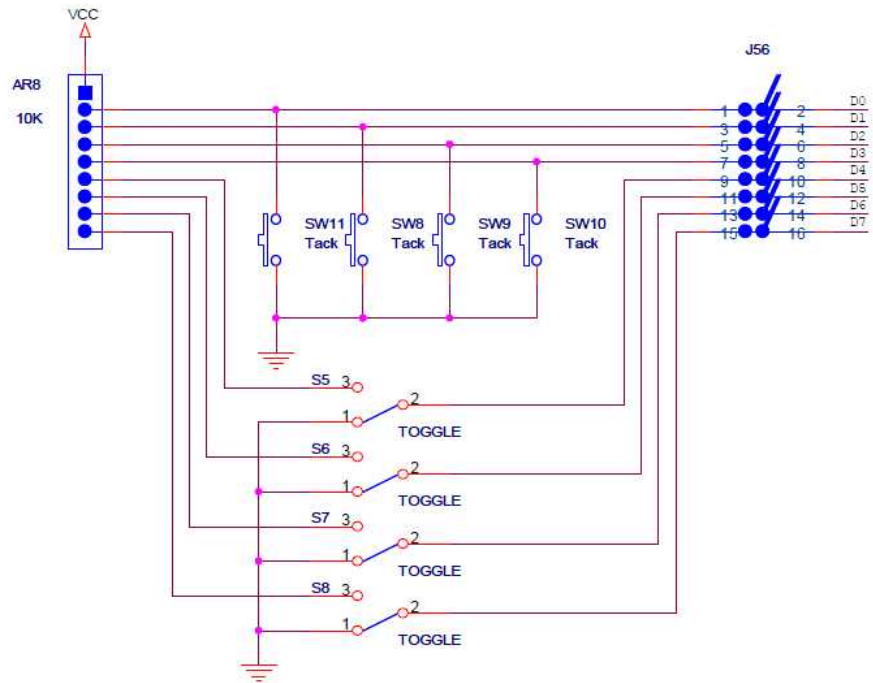 VCC
J56
AR8
10K
1 2 D0
3 4 D1
5 6 D2
7 8 D3
9 10 D4
11 12 D5
13 14 D6
15 16 D7
SW11 SW8 SW9 SW10
Tack Tack Tack Tack
S5 3
1 2
TOGGLE
S6 3
1 2
TOGGLE
S7 3
1 2
TOGGLE
S8 3
1 2
TOGGLE